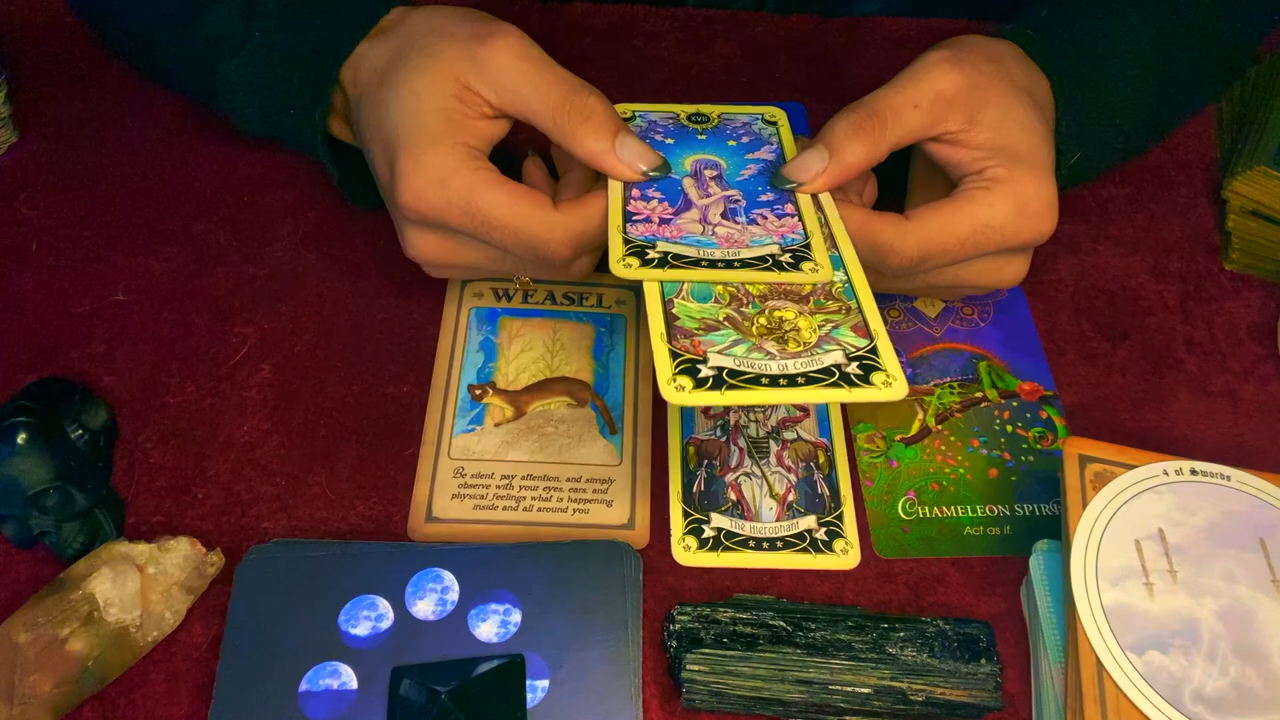 XVII
The Star
Queen of Coins
WEASEL
Be silent, pay attention, and simply
observe with your eyes, ears, and
physical feelings what is happening
inside and all around you
The Hierophant
14
CHAMELEON SPIRI
Act as if.
4 of Swords